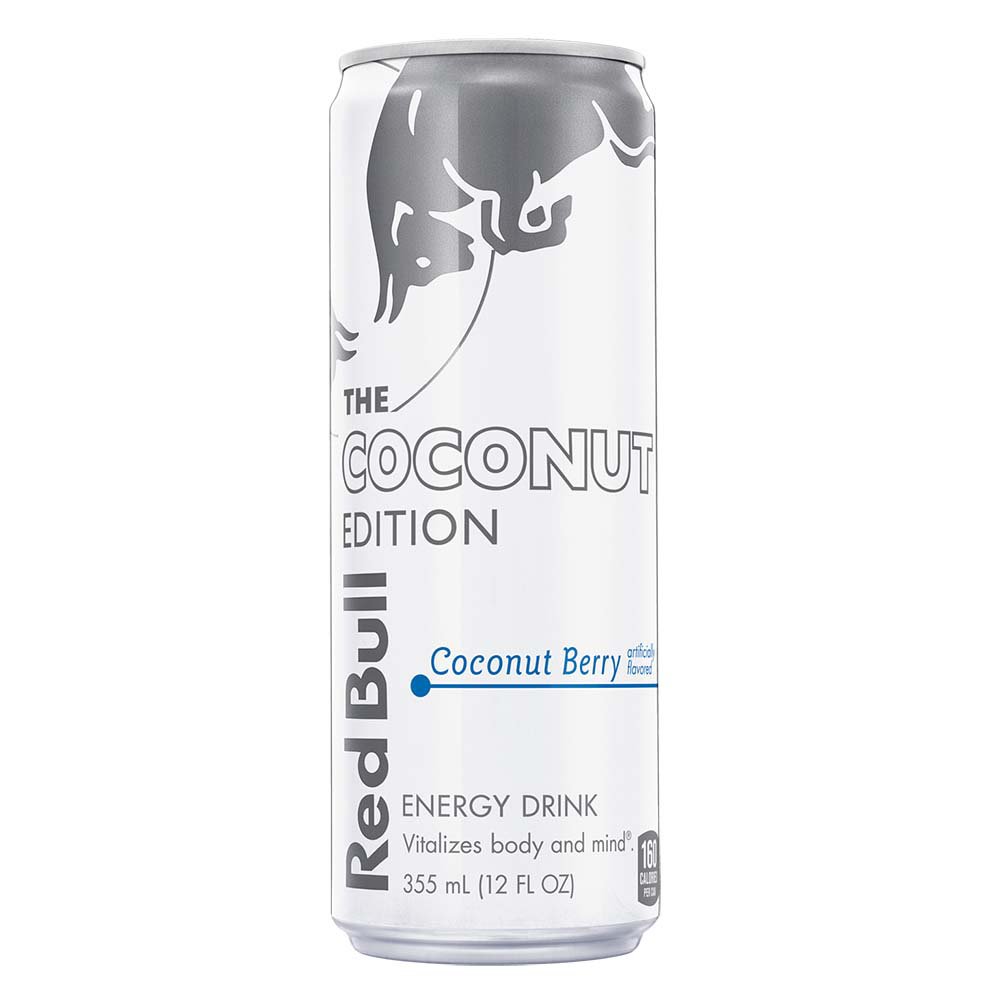 THE
COCONUT
EDITION
Red Bull
Coconut Berry artificially flavored
ENERGY DRINK
Vitalizes body and mind®.
355 mL (12 FL OZ)
160
CALORIES
PER CAN